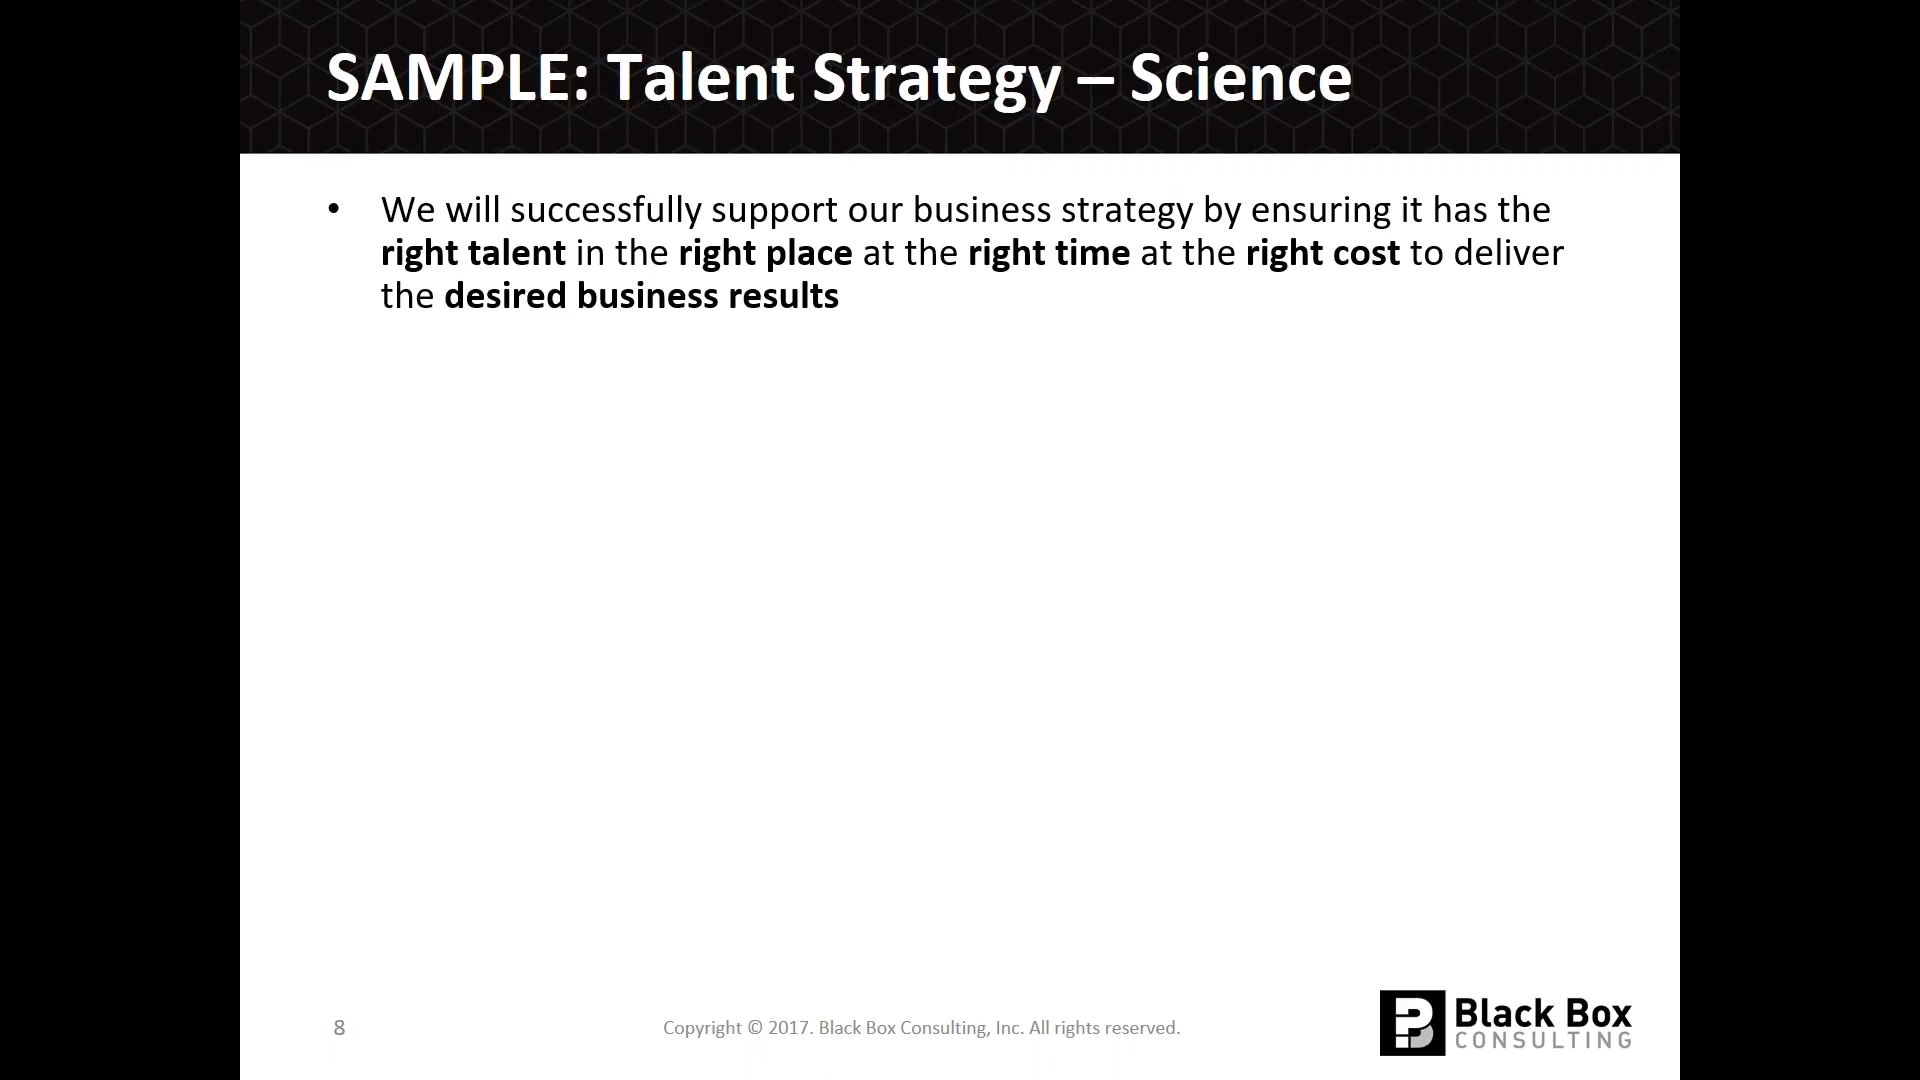 SAMPLE: Talent Strategy – Science
• We will successfully support our business strategy by ensuring it has the
right talent in the right place at the right time at the right cost to deliver
the desired business results
8
Copyright © 2017. Black Box Consulting, Inc. All rights reserved.
Black Box
CONSULTING